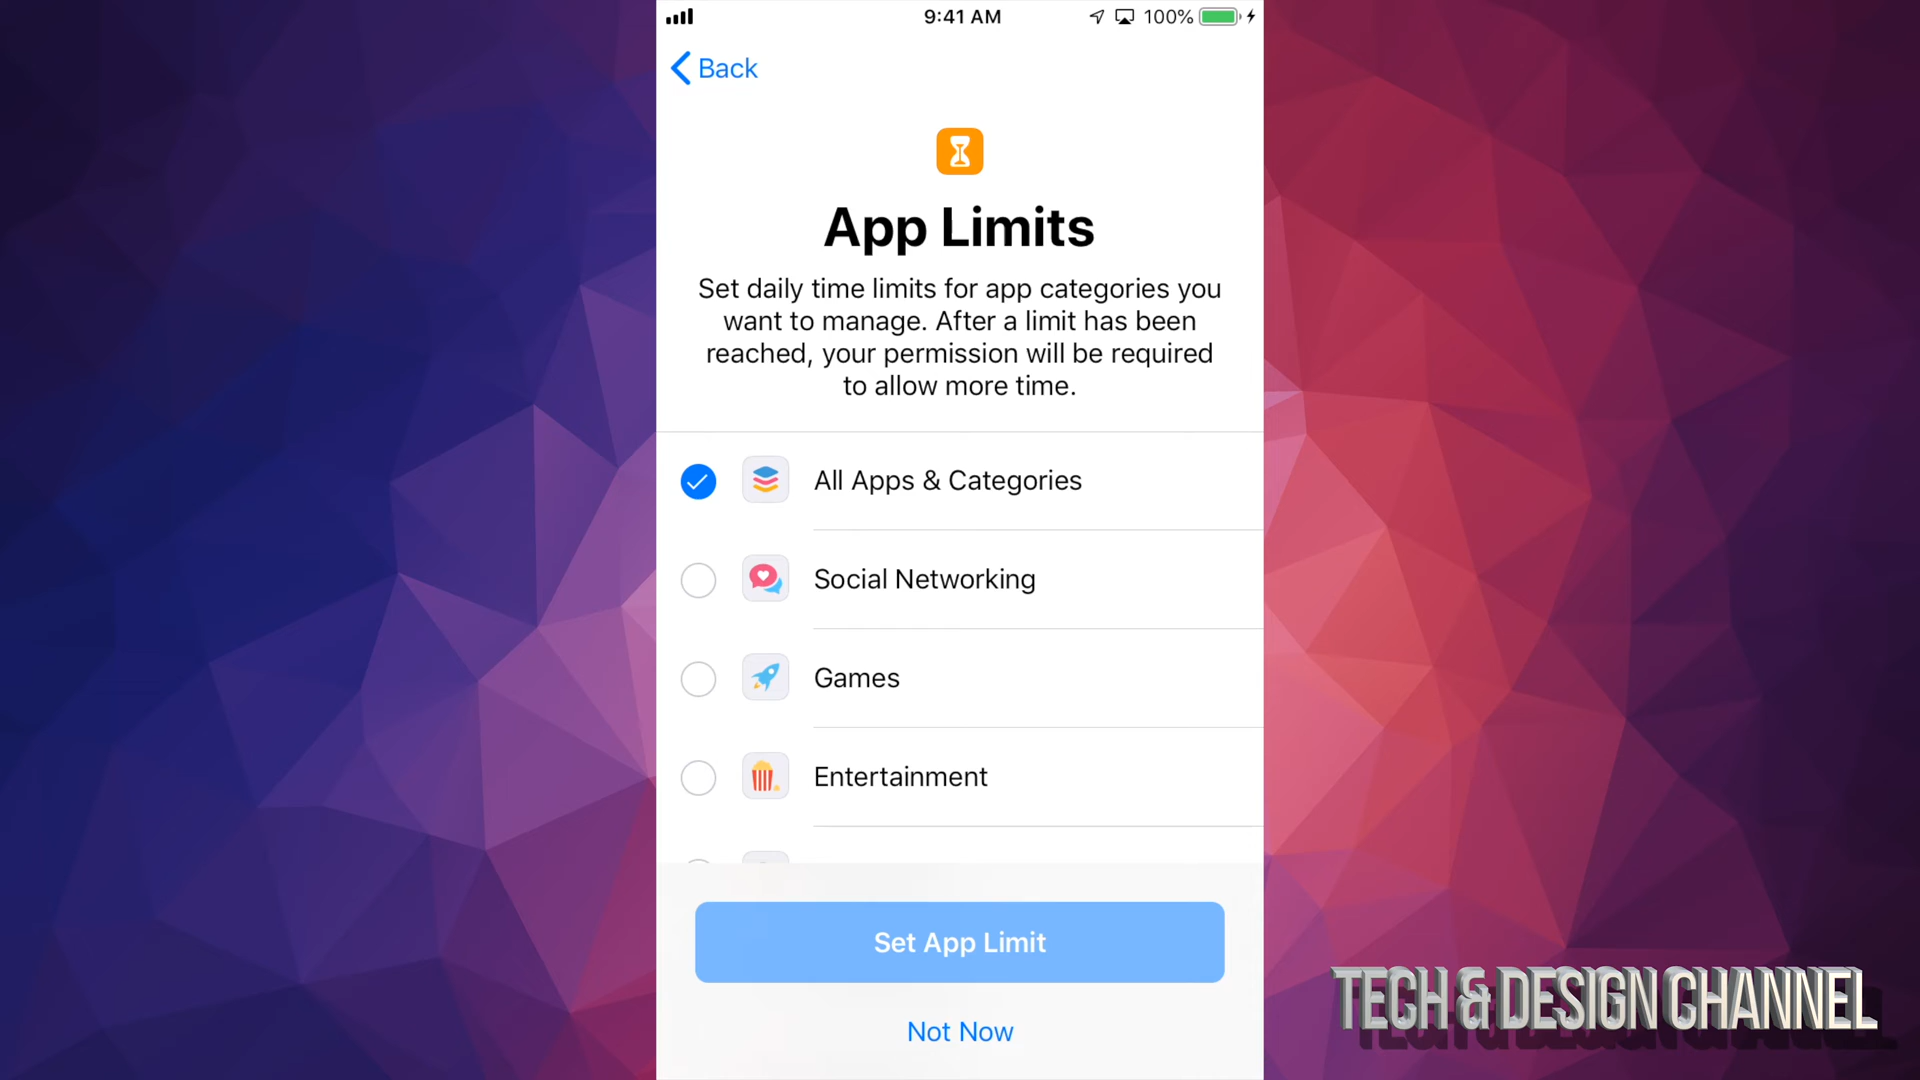 9:41 AM
100%
Back
App Limits
Set daily time limits for app categories you
want to manage. After a limit has been
reached, your permission will be required
to allow more time.
All Apps & Categories
Social Networking
Games
Entertainment
Set App Limit
Not Now
TECH & DESIGN CHANNEL